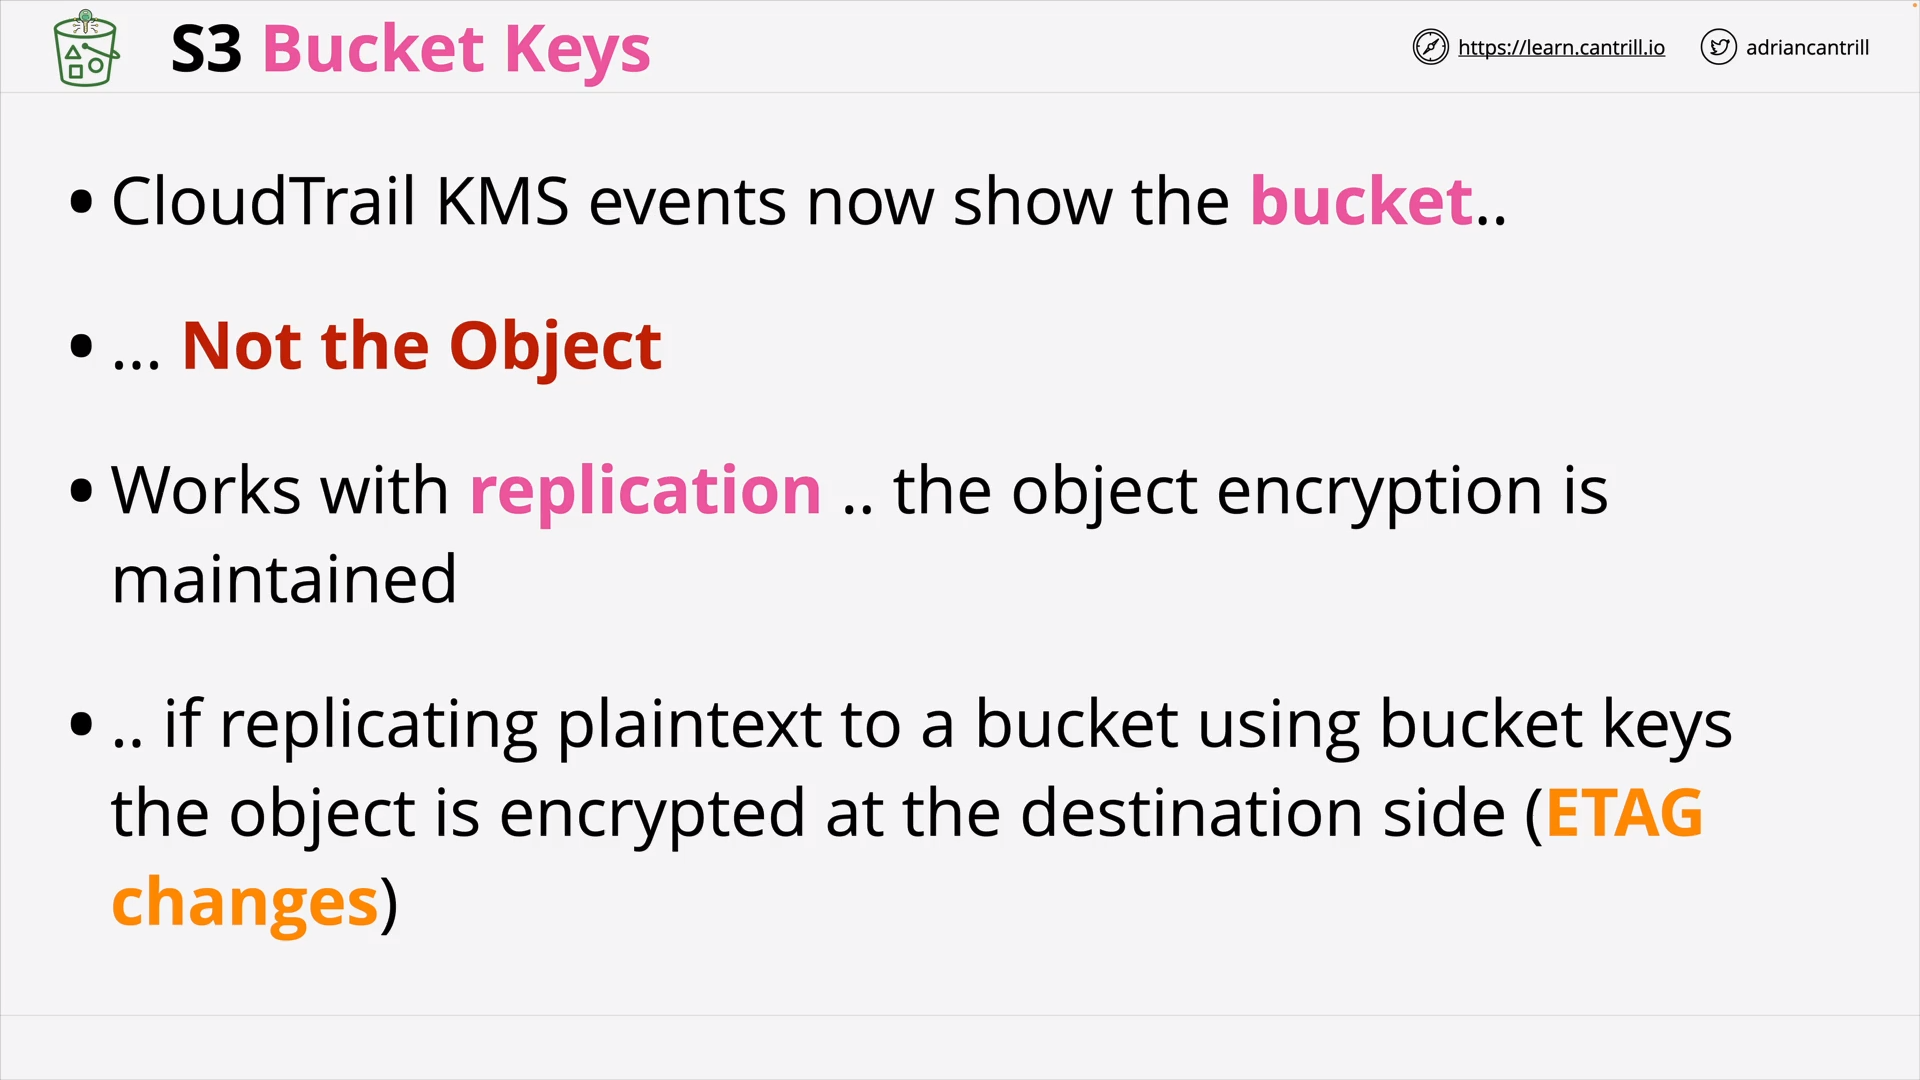 S3 Bucket Keys
https://learn.cantrill.io
adriancantrill
• CloudTrail KMS events now show the bucket..
• ... Not the Object
• Works with replication .. the object encryption is
maintained
• .. if replicating plaintext to a bucket using bucket keys
the object is encrypted at the destination side (ETAG
changes)